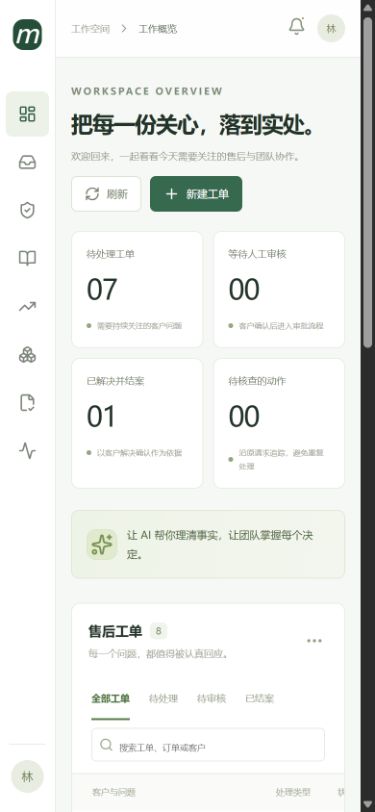 m
工作空间 > 工作概览
林
WORKSPACE OVERVIEW
把每一份关心，落到实处。
欢迎回来，一起看看今天需要关注的售后与团队协作。
刷新
新建工单
待处理工单
等待人工审核
07
00
需要持续关注的客户问题
客户确认后进入审批流程
已解决并结案
待核查的动作
01
00
以客户解决确认作为依据
沿原请求追踪，避免重复
处理
让 AI 帮你理清事实，让团队掌握每个决
定。
售后工单 8
每一个问题，都值得被认真回应。
全部工单 待处理 待审核 已结案
搜索工单、订单或客户
客户与问题 处理类型
林